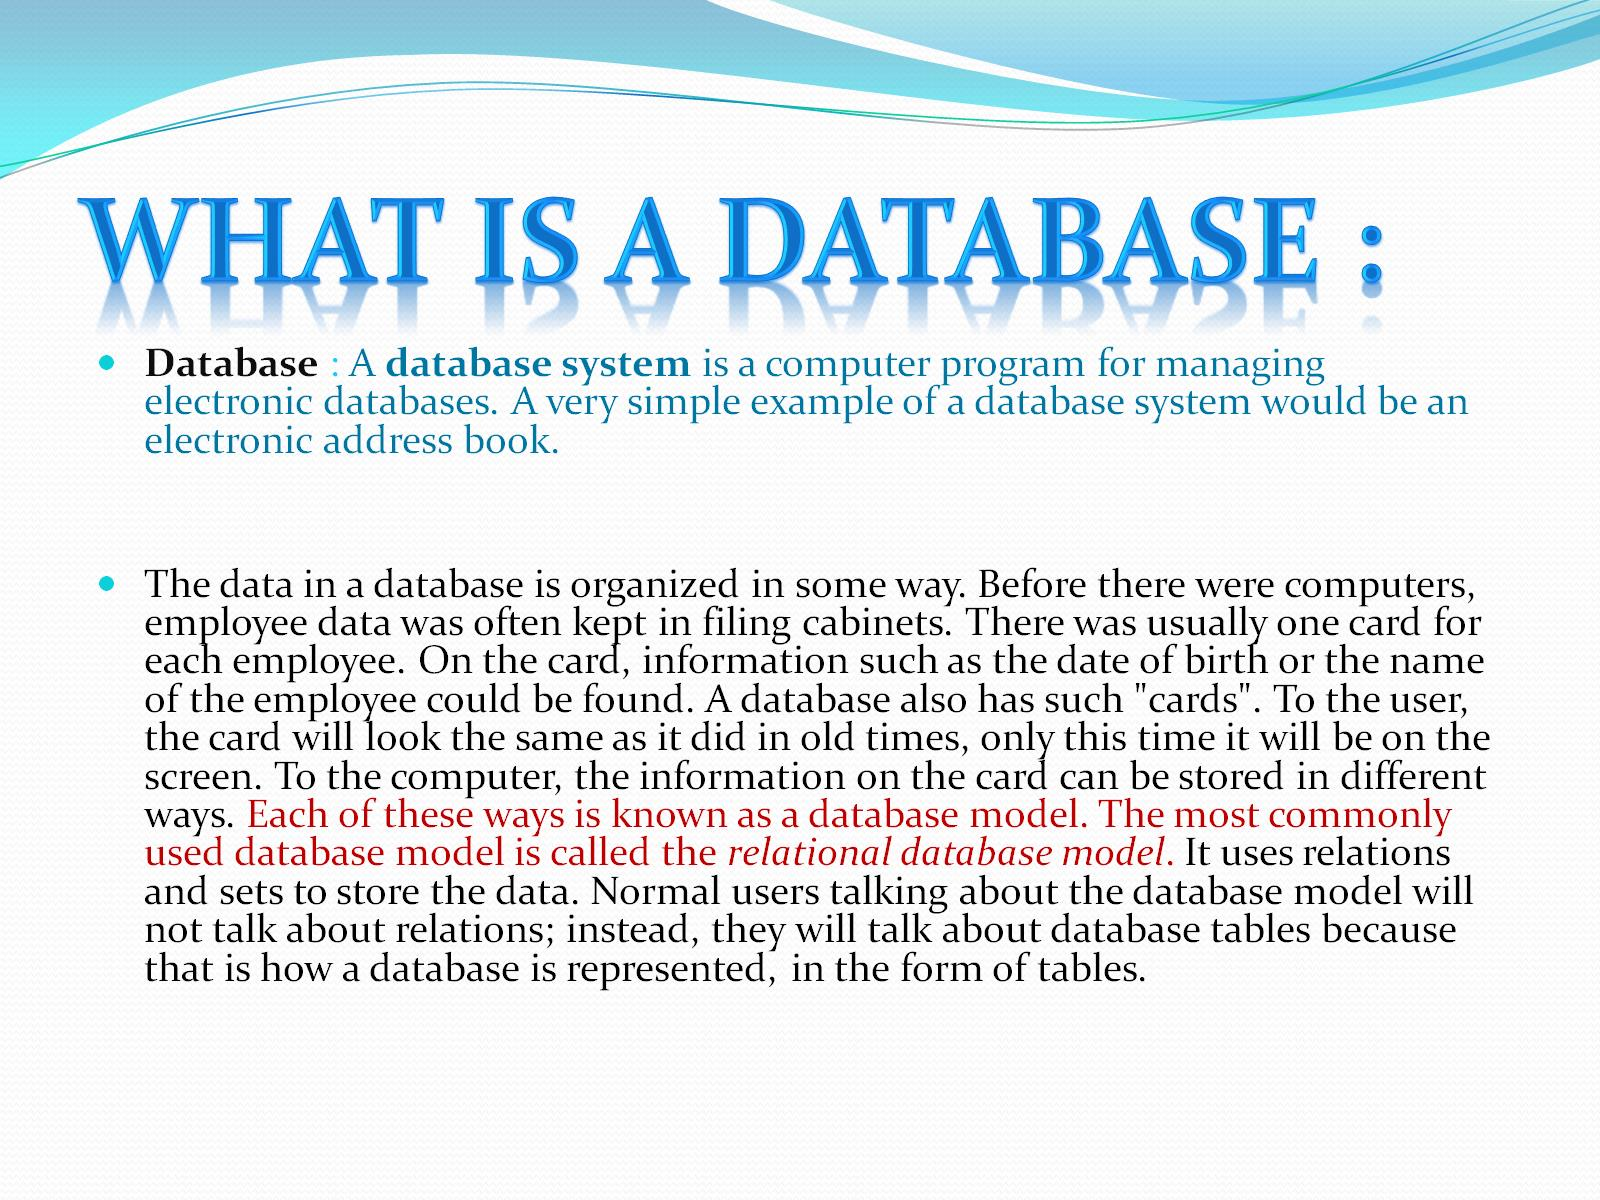 WHAT IS A DATABASE :
• Database : A database system is a computer program for managing
electronic databases. A very simple example of a database system would be an
electronic address book.
• The data in a database is organized in some way. Before there were computers,
employee data was often kept in filing cabinets. There was usually one card for
each employee. On the card, information such as the date of birth or the name
of the employee could be found. A database also has such "cards". To the user,
the card will look the same as it did in old times, only this time it will be on the
screen. To the computer, the information on the card can be stored in different
ways. Each of these ways is known as a database model. The most commonly
used database model is called the relational database model. It uses relations
and sets to store the data. Normal users talking about the database model will
not talk about relations; instead, they will talk about database tables because
that is how a database is represented, in the form of tables.